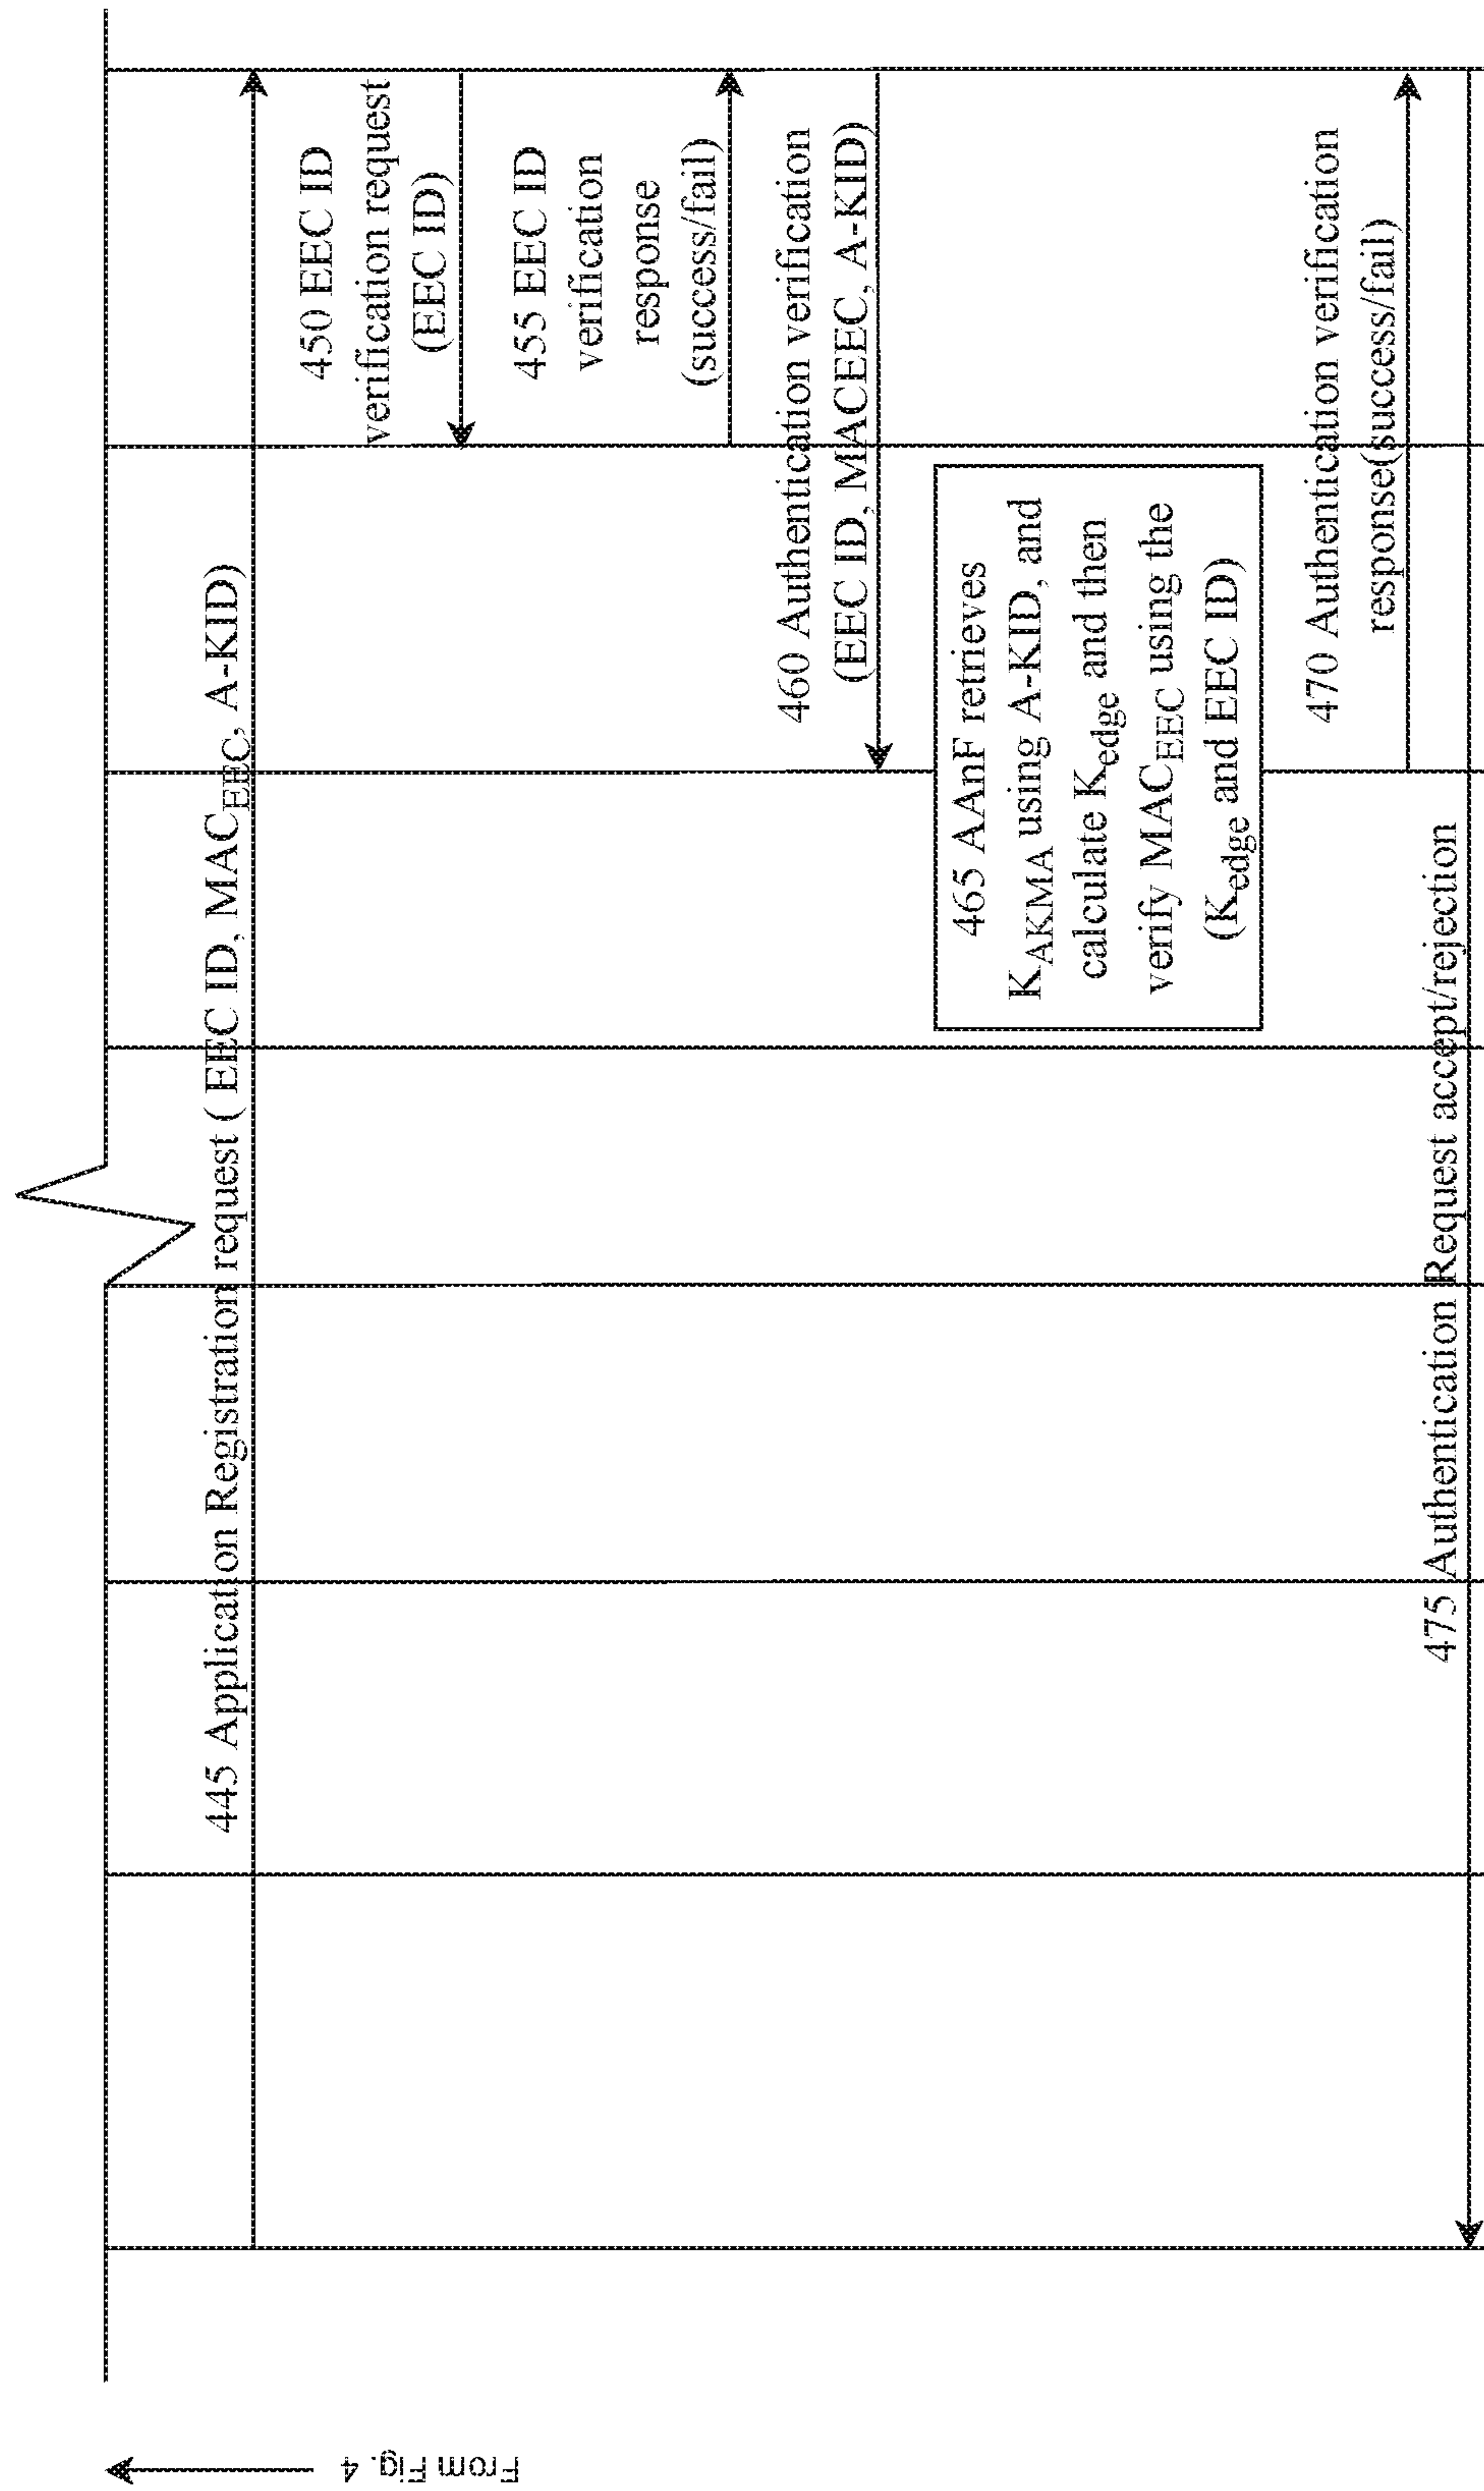 445 Application Registration request ( EEC ID, MACEEC, A-KID)
450 EEC ID
verification request
(EEC ID)
455 EEC ID
verification
response
(success/fail)
460 Authentication verification
(EEC ID, MACEEC, A-KID)
465 AAnF retrieves
KAKMA using A-KID, and
calculate Kedge and then
verify MACEEC using the
(Kedge and EEC ID)
470 Authentication verification
response(success/fail)
475 Authentication Request accept/rejection
From Fig. 4